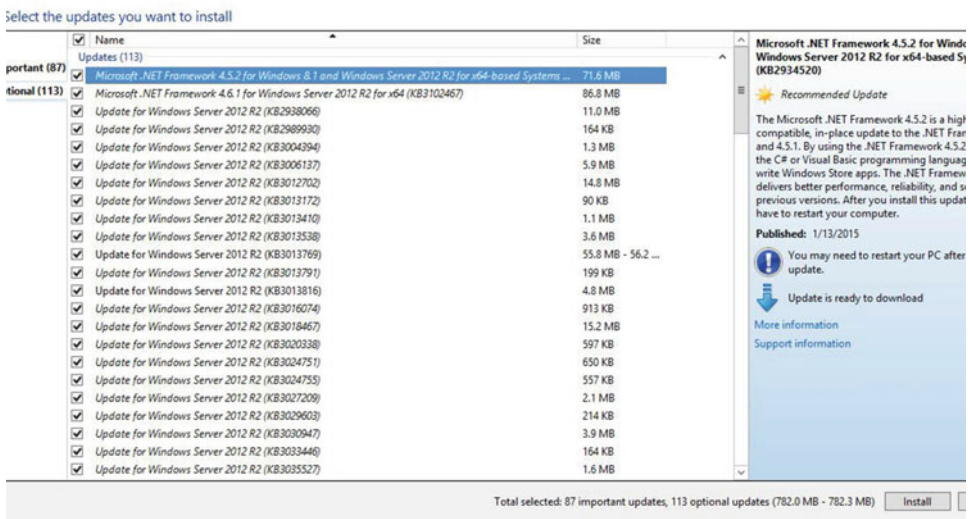 Select the updates you want to install
portant (87)
tional (113)
Name Size
Updates (113)
Microsoft .NET Framework 4.5.2 for Windows 8.1 and Windows Server 2012 R2 for x64-based Systems ... 71.6 MB
Microsoft .NET Framework 4.6.1 for Windows Server 2012 R2 for x64 (KB3102467) 86.8 MB
Update for Windows Server 2012 R2 (KB2938066) 11.0 MB
Update for Windows Server 2012 R2 (KB2989930) 164 KB
Update for Windows Server 2012 R2 (KB3004394) 1.3 MB
Update for Windows Server 2012 R2 (KB3006137) 5.9 MB
Update for Windows Server 2012 R2 (KB3012702) 14.8 MB
Update for Windows Server 2012 R2 (KB3013172) 90 KB
Update for Windows Server 2012 R2 (KB3013410) 1.1 MB
Update for Windows Server 2012 R2 (KB3013538) 3.6 MB
Update for Windows Server 2012 R2 (KB3013769) 55.8 MB - 56.2 ...
Update for Windows Server 2012 R2 (KB3013791) 199 KB
Update for Windows Server 2012 R2 (KB3013816) 4.8 MB
Update for Windows Server 2012 R2 (KB3016074) 913 KB
Update for Windows Server 2012 R2 (KB3018467) 15.2 MB
Update for Windows Server 2012 R2 (KB3020338) 597 KB
Update for Windows Server 2012 R2 (KB3024751) 650 KB
Update for Windows Server 2012 R2 (KB3024755) 557 KB
Update for Windows Server 2012 R2 (KB3027209) 2.1 MB
Update for Windows Server 2012 R2 (KB3029603) 214 KB
Update for Windows Server 2012 R2 (KB3030947) 3.9 MB
Update for Windows Server 2012 R2 (KB3033446) 164 KB
Update for Windows Server 2012 R2 (KB3035527) 1.6 MB
Microsoft .NET Framework 4.5.2 for Windo
Windows Server 2012 R2 for x64-based Sy
(KB2934520)
Recommended Update
The Microsoft .NET Framework 4.5.2 is a high
compatible, in-place update to the .NET Fran
and 4.5.1. By using the .NET Framework 4.5.2
the C# or Visual Basic programming languag
write Windows Store apps. The .NET Framew
delivers better performance, reliability, and se
previous versions. After you install this updat
have to restart your computer.
Published: 1/13/2015
You may need to restart your PC after
update.
Update is ready to download
More information
Support information
Total selected: 87 important updates, 113 optional updates (782.0 MB - 782.3 MB) Install